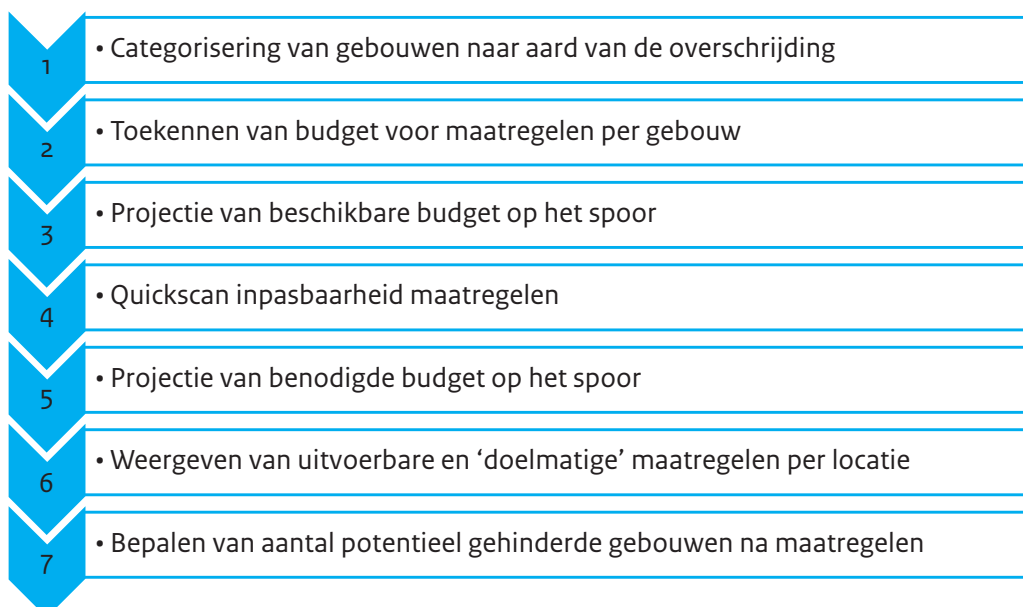 1 • Categorisering van gebouwen naar aard van de overschrijding
2 • Toekennen van budget voor maatregelen per gebouw
3 • Projectie van beschikbare budget op het spoor
4 • Quickscan inpasbaarheid maatregelen
5 • Projectie van benodigde budget op het spoor
6 • Weergeven van uitvoerbare en ‘doelmatige’ maatregelen per locatie
7 • Bepalen van aantal potentieel gehinderde gebouwen na maatregelen